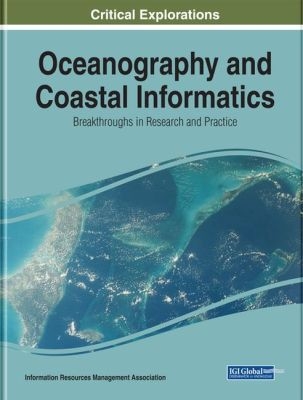 Critical Explorations
Oceanography and
Coastal Informatics
Breakthroughs in Research and Practice
Information Resources Management Association
IGI Global